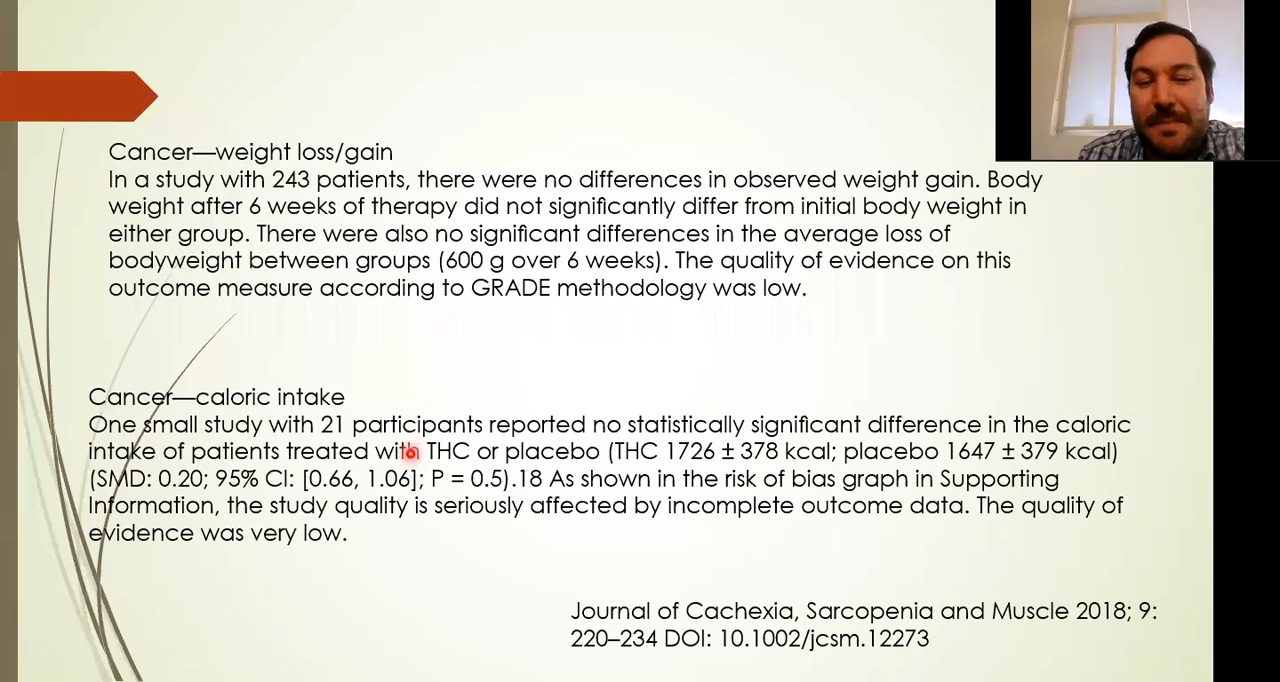 Cancer—weight loss/gain
In a study with 243 patients, there were no differences in observed weight gain. Body
weight after 6 weeks of therapy did not significantly differ from initial body weight in
either group. There were also no significant differences in the average loss of
bodyweight between groups (600 g over 6 weeks). The quality of evidence on this
outcome measure according to GRADE methodology was low.
Cancer—caloric intake
One small study with 21 participants reported no statistically significant difference in the caloric
intake of patients treated with THC or placebo (THC 1726 ± 378 kcal; placebo 1647 ± 379 kcal)
(SMD: 0.20; 95% CI: [0.66, 1.06]; P = 0.5).18 As shown in the risk of bias graph in Supporting
Information, the study quality is seriously affected by incomplete outcome data. The quality of
evidence was very low.
Journal of Cachexia, Sarcopenia and Muscle 2018; 9:
220–234 DOI: 10.1002/jcsm.12273